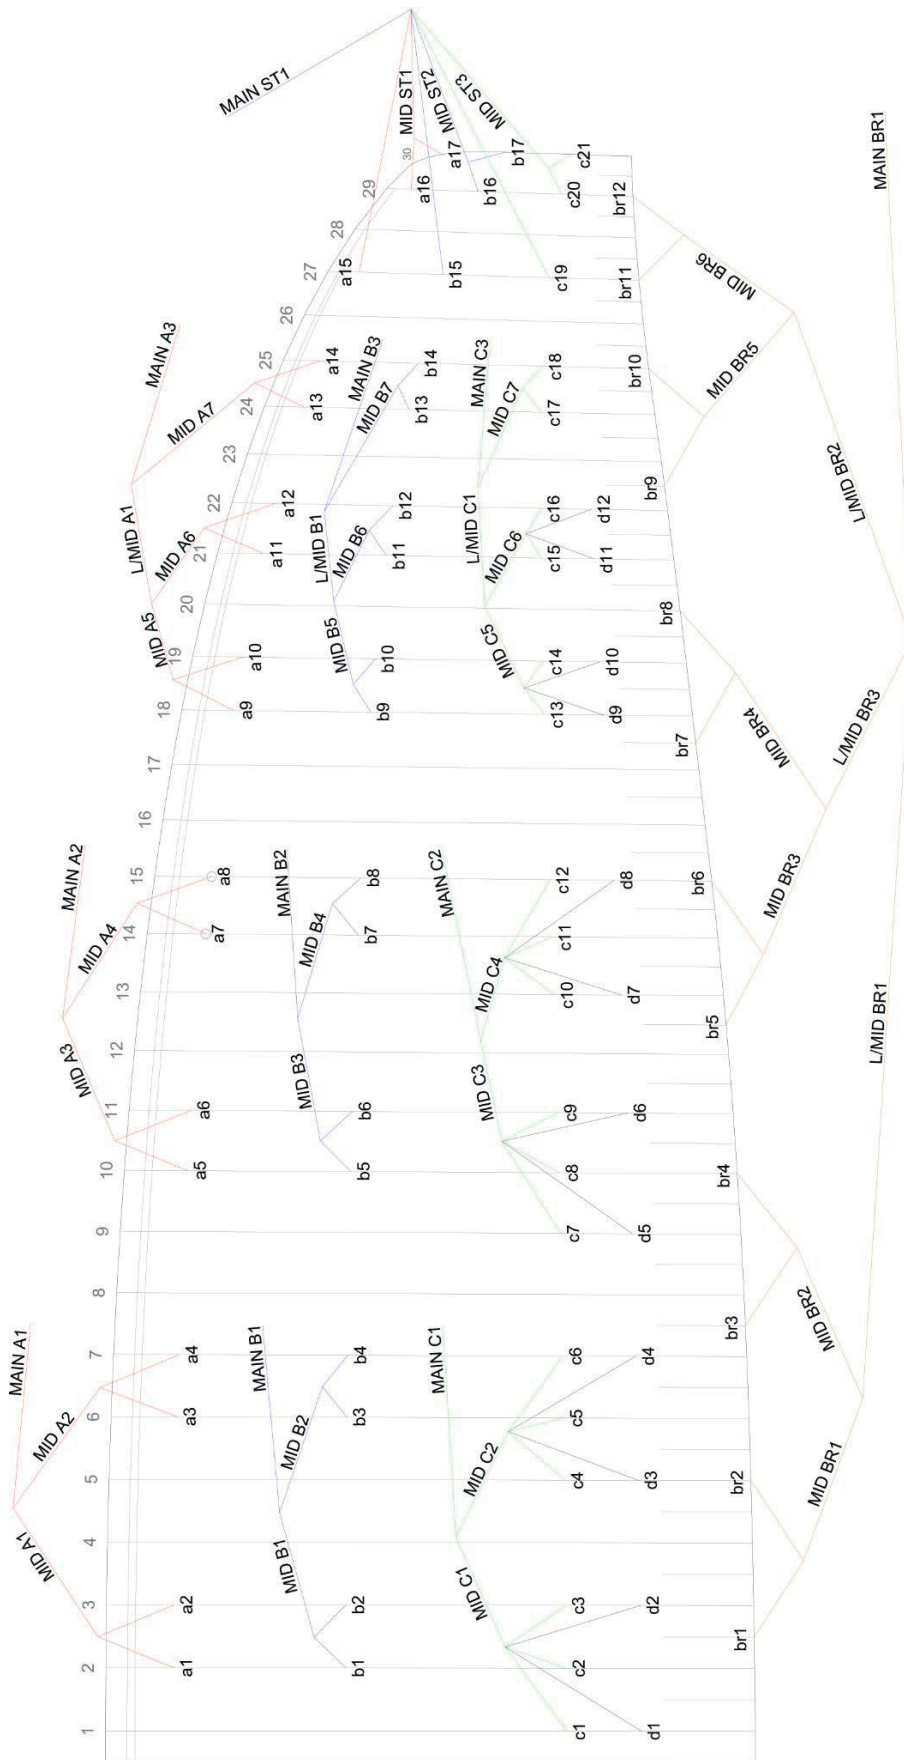 MAIN A1
MAIN A2
MAIN A3
MAIN ST1
MID A1
MID A2
MID A3
MID A4
MID A5
L/MID A1
MID A6
MID A7
1
2
3
4
5
6
7
8
9
10
11
12
13
14
15
16
17
18
19
20
21
22
23
24
25
26
27
28
29
30
a1
a2
a3
a4
a5
a6
a7
a8
a9
a10
a11
a12
a13
a14
a15
a16
a17
MAIN B1
MAIN B2
MAIN B3
MID ST1
MID ST2
MID ST3
MID B1
MID B2
MID B3
MID B4
MID B5
L/MID B1
MID B6
MID B7
b1
b2
b3
b4
b5
b6
b7
b8
b9
b10
b11
b12
b13
b14
b15
b16
b17
MAIN C1
MAIN C2
MAIN C3
MID C1
MID C2
MID C3
MID C4
MID C5
L/MID C1
MID C6
MID C7
c1
c2
c3
c4
c5
c6
c7
c8
c9
c10
c11
c12
c13
c14
c15
c16
c17
c18
c19
c20
c21
d1
d2
d3
d4
d5
d6
d7
d8
d9
d10
d11
d12
br1
br2
br3
br4
br5
br6
br7
br8
br9
br10
br11
br12
MID BR1
MID BR2
MID BR3
MID BR4
MID BR5
MID BR6
L/MID BR1
L/MID BR3
L/MID BR2
MAIN BR1